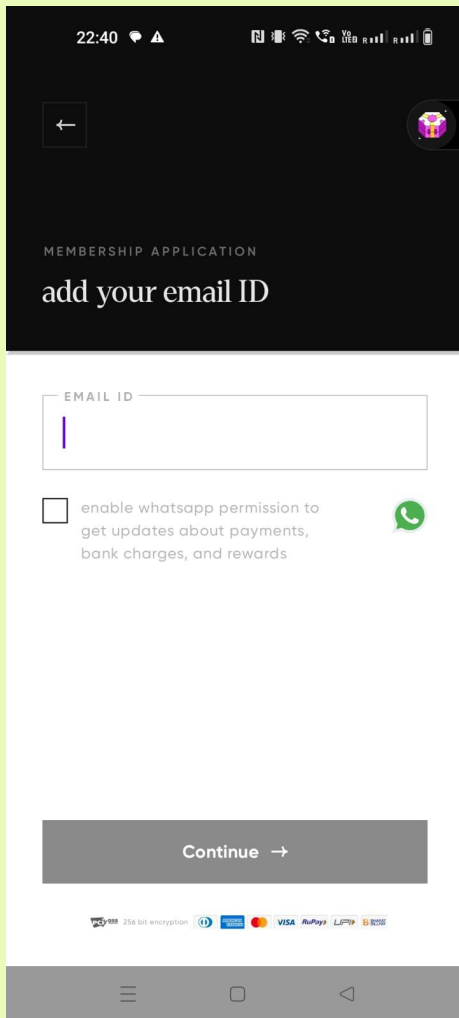 22:40
MEMBERSHIP APPLICATION
add your email ID
EMAIL ID
enable whatsapp permission to
get updates about payments,
bank charges, and rewards
Continue →
256 bit encryption VISA RuPay UPI